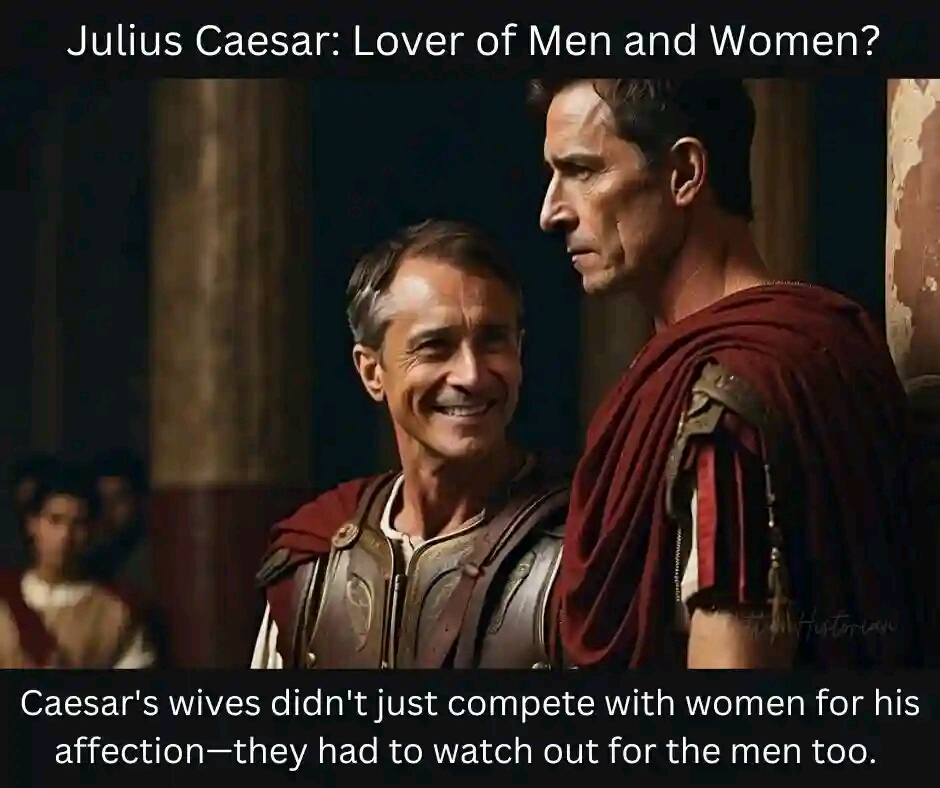 Julius Caesar: Lover of Men and Women?
Historian
Caesar's wives didn't just compete with women for his
affection—they had to watch out for the men too.